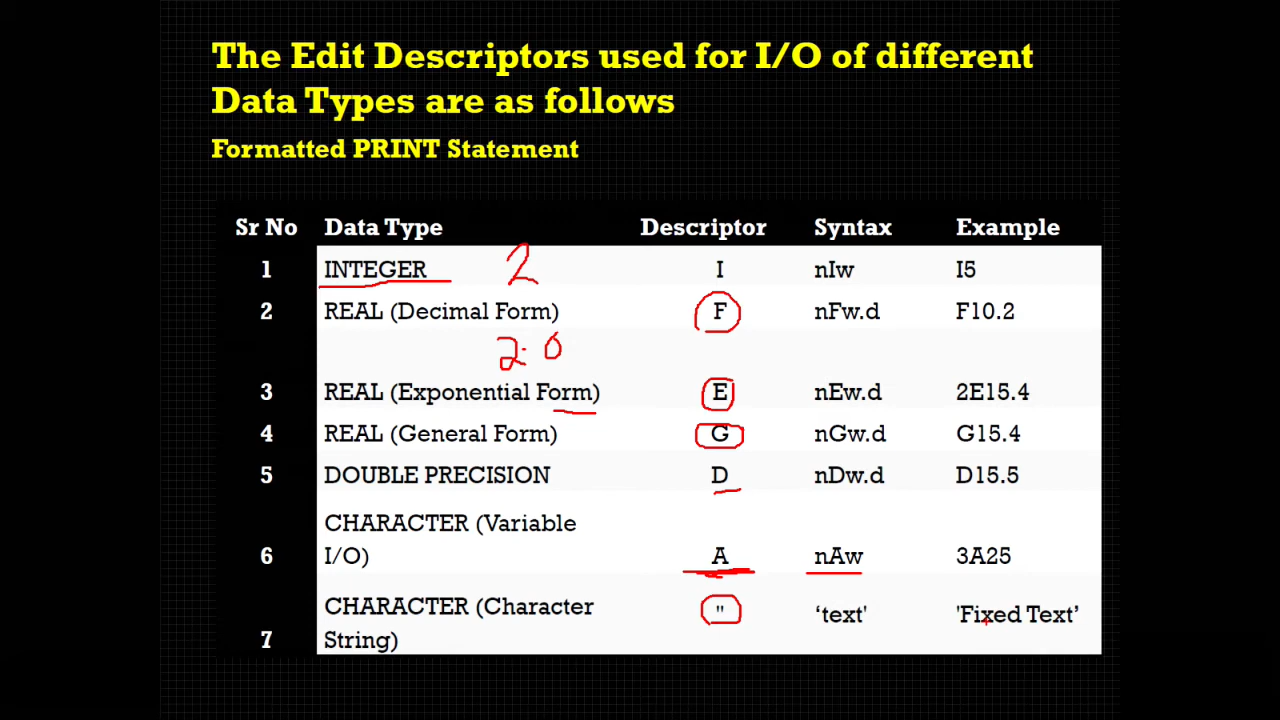 The Edit Descriptors used for I/O of different
Data Types are as follows
Formatted PRINT Statement
Sr No Data Type Descriptor Syntax Example
1 INTEGER 2 I nIw I5
2 REAL (Decimal Form) F nFw.d F10.2
2.0
3 REAL (Exponential Form) E nEw.d 2E15.4
4 REAL (General Form) G nGw.d G15.4
5 DOUBLE PRECISION D nDw.d D15.5
CHARACTER (Variable
6 I/O) A nAw 3A25
CHARACTER (Character " ‘text' 'Fixed Text’
7 String)